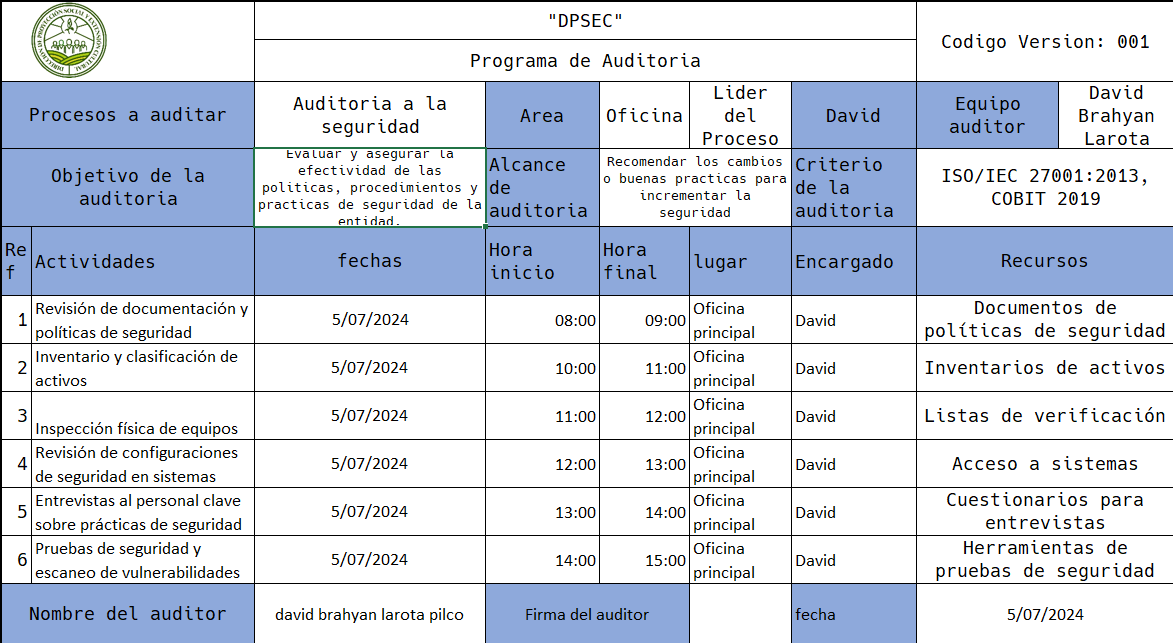 DIRECCIÓN DE PROYECCIÓN SOCIAL Y EXTENSIÓN CULTURAL
"DPSEC"
Programa de Auditoria
Codigo Version: 001
Procesos a auditar
Auditoria a la
seguridad
Area
Oficina
Lider
del
Proceso
David
Equipo
auditor
David
Brahyan
Larota
Objetivo de la
auditoria
Evaluar y asegurar la
efectividad de las
politicas, procedimientos y
practicas de seguridad de la
entidad.
Alcance
de
auditoria
Recomendar los cambios
o buenas practicas para
incrementar la
seguridad
Criterio
de la
auditoria
ISO/IEC 27001:2013,
COBIT 2019
Re
f
Actividades
fechas
Hora
inicio
Hora
final
lugar
Encargado
Recursos
1
Revisión de documentación y
políticas de seguridad
5/07/2024
08:00
09:00
Oficina
principal
David
Documentos de
políticas de seguridad
2
Inventario y clasificación de
activos
5/07/2024
10:00
11:00
Oficina
principal
David
Inventarios de activos
3
Inspección física de equipos
5/07/2024
11:00
12:00
Oficina
principal
David
Listas de verificación
4
Revisión de configuraciones
de seguridad en sistemas
5/07/2024
12:00
13:00
Oficina
principal
David
Acceso a sistemas
5
Entrevistas al personal clave
sobre prácticas de seguridad
5/07/2024
13:00
14:00
Oficina
principal
David
Cuestionarios para
entrevistas
6
Pruebas de seguridad y
escaneo de vulnerabilidades
5/07/2024
14:00
15:00
Oficina
principal
David
Herramientas de
pruebas de seguridad
Nombre del auditor
david brahyan larota pilco
Firma del auditor
fecha
5/07/2024